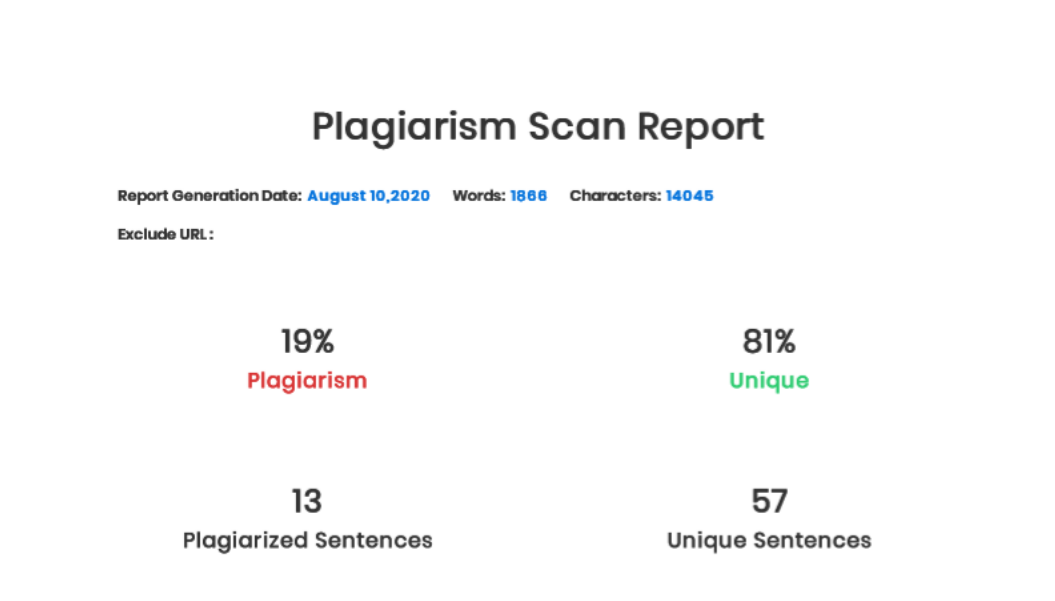 Plagiarism Scan Report
Report Generation Date: August 10,2020 Words: 1866 Characters: 14045
Exclude URL :
19% 81%
Plagiarism Unique
13 57
Plagiarized Sentences Unique Sentences